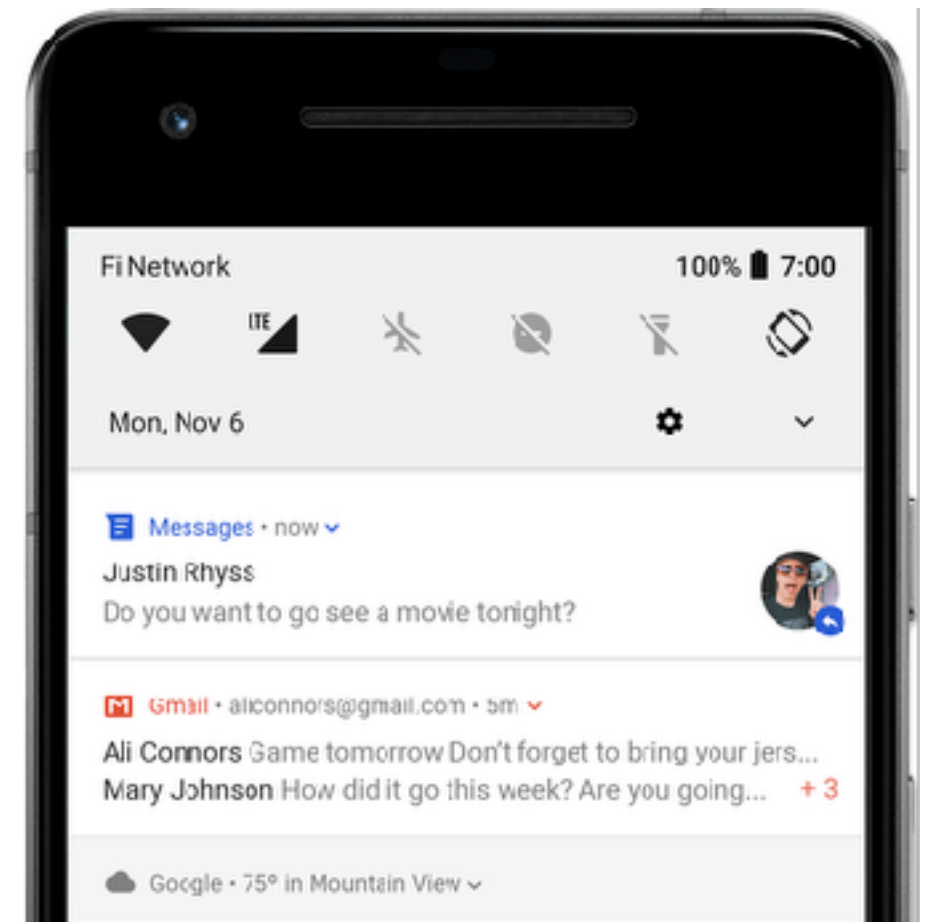 Fi Network 100% 7:00
LTE
Mon, Nov 6
Messages • now
Justin Rhyss
Do you want to go see a movie tonight?
Gmail • aliconnors@gmail.com • 5m
Ali Connors Game tomorrow Don't forget to bring your jers...
Mary Johnson How did it go this week? Are you going... + 3
Google • 75° in Mountain View